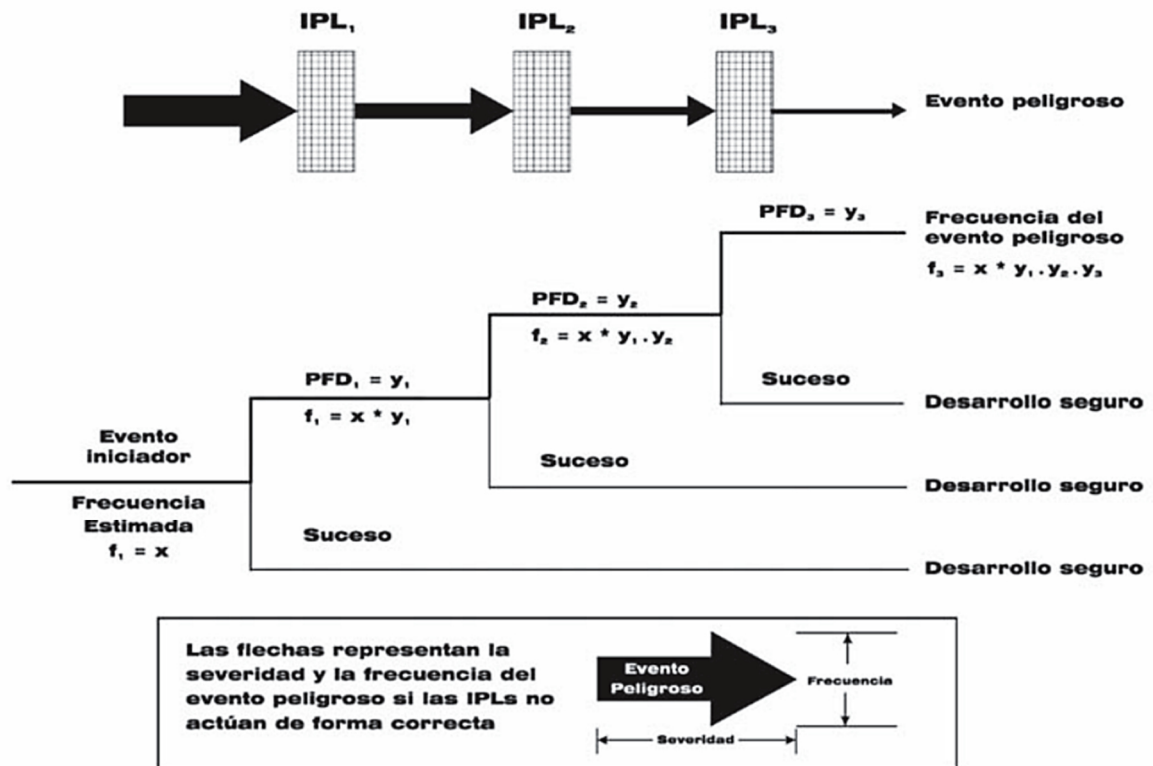 IPL₁ IPL₂ IPL₃
Evento peligroso
PFD₃ = y₃
Frecuencia del
evento peligroso
f₃ = x * y₁ . y₂ . y₃
PFD₂ = y₂
f₂ = x * y₁ . y₂
Suceso
Desarrollo seguro
PFD₁ = y₁
f₁ = x * y₁
Evento
iniciador
Suceso
Desarrollo seguro
Frecuencia
Estimada
f₁ = x
Suceso
Desarrollo seguro
Las flechas representan la
severidad y la frecuencia del
evento peligroso si las IPLs no
actúan de forma correcta
Evento
Peligroso
Frecuencia
Severidad